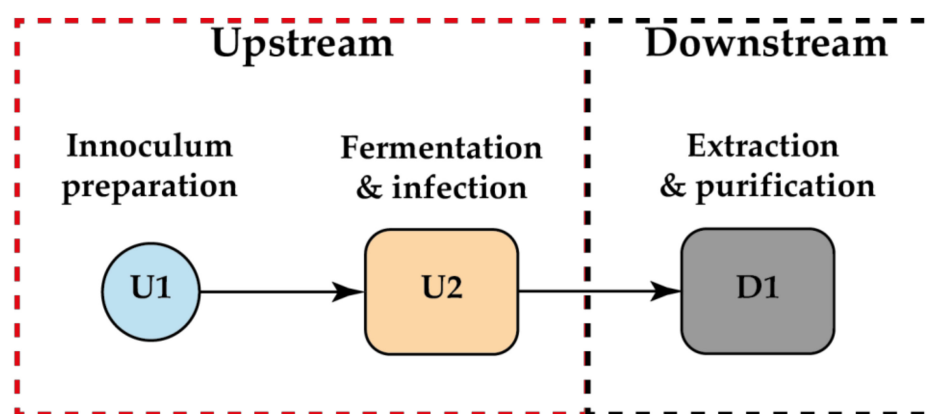 Upstream
Downstream
Innoculum
preparation
Fermentation
& infection
Extraction
& purification
U1
U2
D1